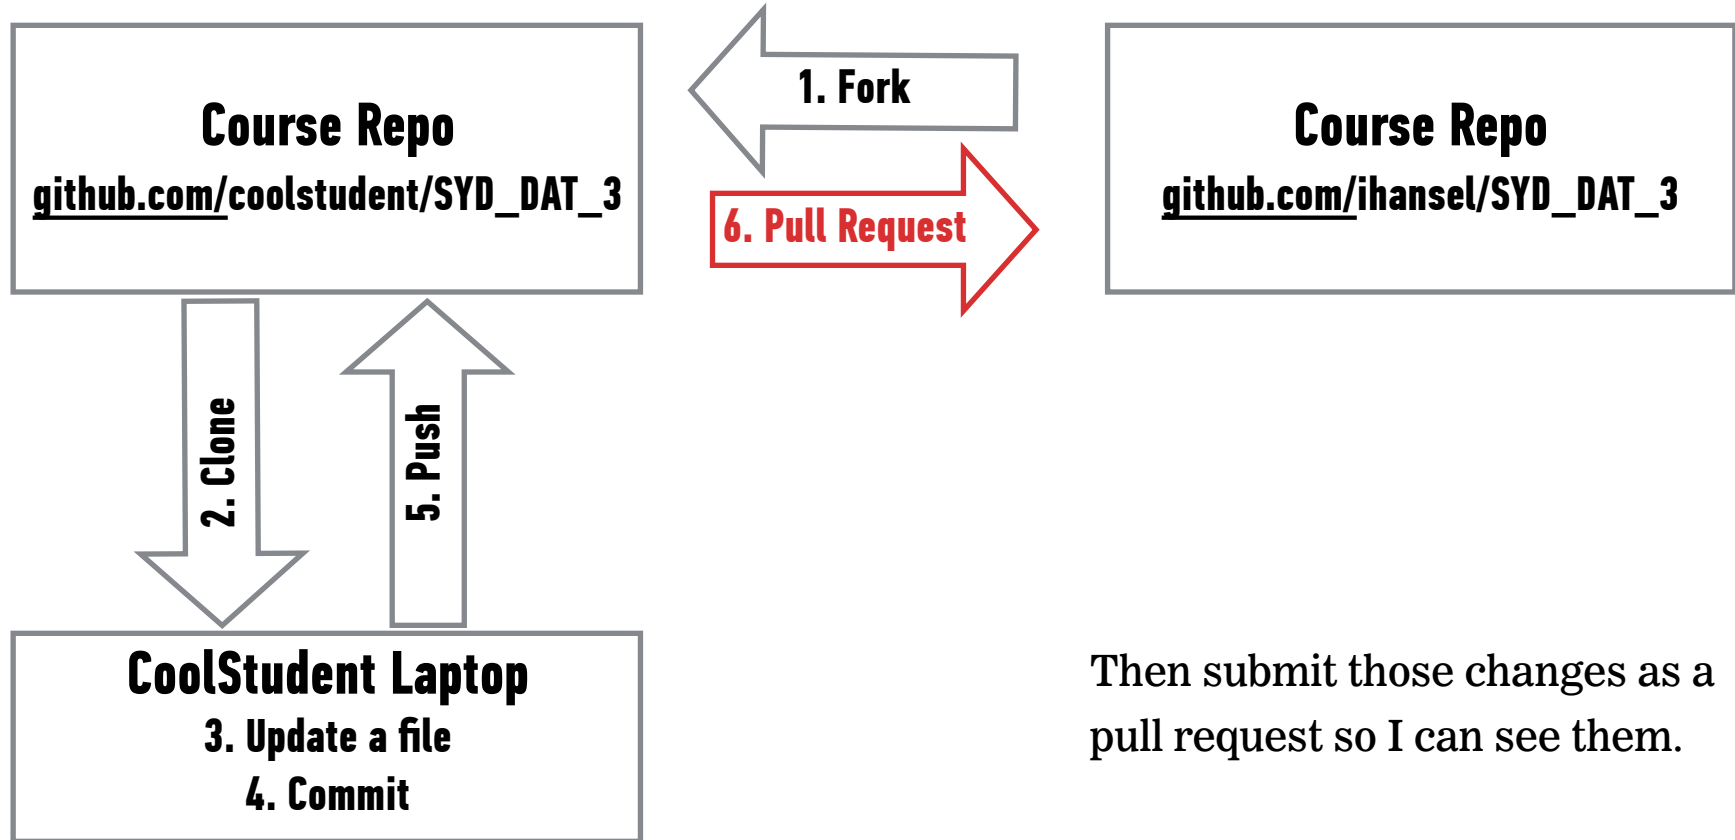 Course Repo
github.com/coolstudent/SYD_DAT_3
1. Fork
6. Pull Request
Course Repo
github.com/ihansel/SYD_DAT_3
2. Clone
5. Push
CoolStudent Laptop
3. Update a file
4. Commit
Then submit those changes as a
pull request so I can see them.